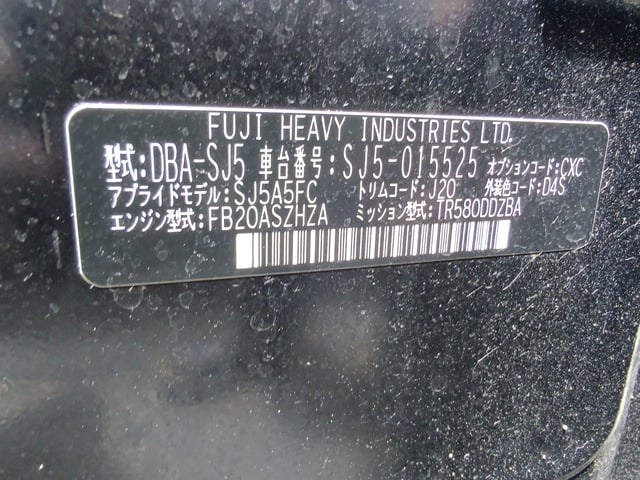 FUJI HEAVY INDUSTRIES LTD.
型式:DBA-SJ5 車台番号:SJ5-015525 オプションコード:CXC
アプライドモデル:SJ5A5FC トリムコード:J20 外装色コード:D4S
エンジン型式:FB20ASZHZA ミッション型式:TR580DDZBA